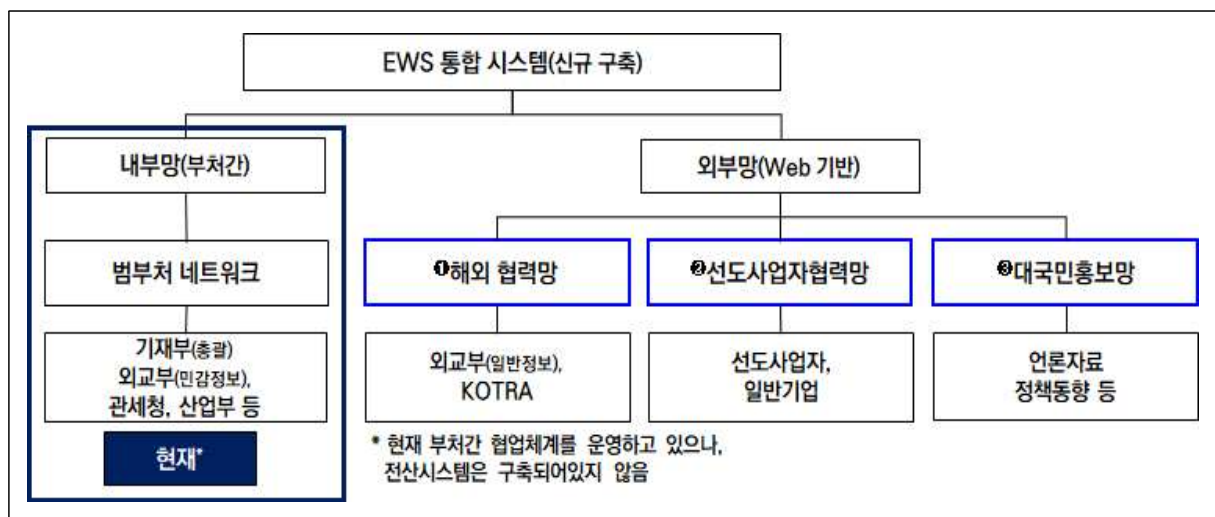 EWS 통합 시스템(신규 구축)
내부망(부처간)
외부망(Web 기반)
범부처 네트워크
❶해외 협력망
❷선도사업자협력망
❸대국민홍보망
기재부(총괄)
외교부(민감정보),
관세청, 산업부 등
외교부(일반정보),
KOTRA
선도사업자,
일반기업
언론자료
정책동향 등
현재*
* 현재 부처간 협업체계를 운영하고 있으나,
전산시스템은 구축되어있지 않음